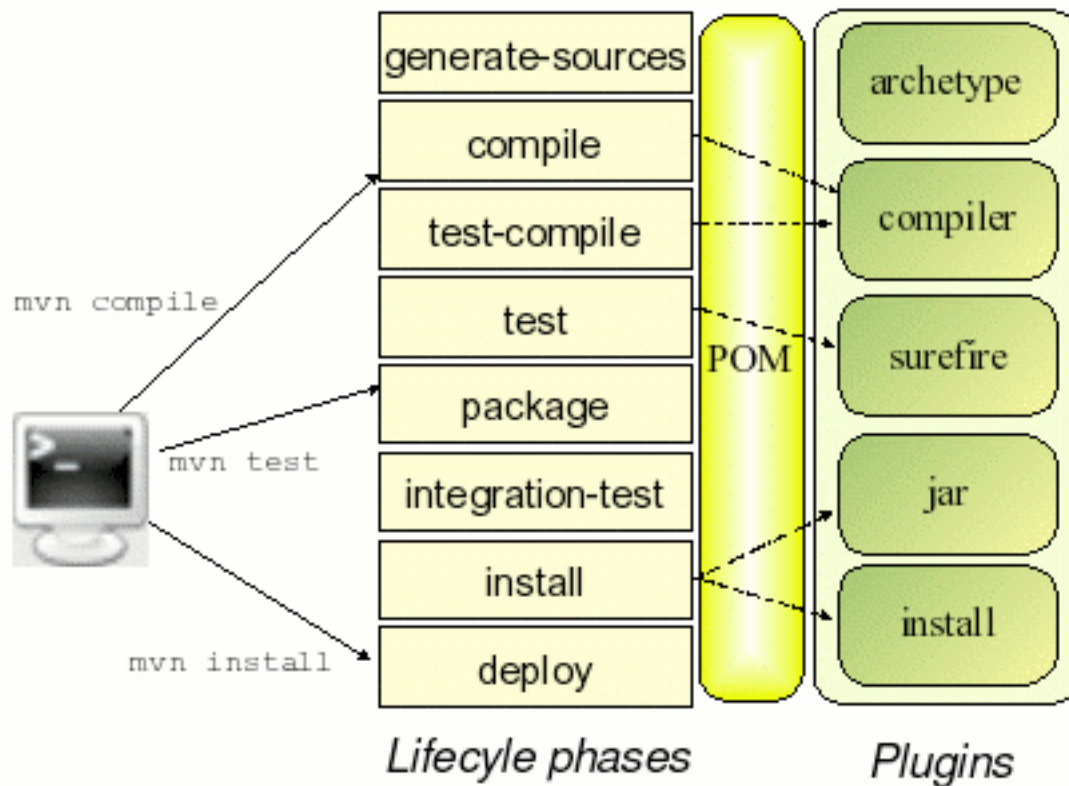 generate-sources
compile
test-compile
test
package
integration-test
install
deploy
Lifecyle phases
mvn compile
mvn test
mvn install
>_
POM
archetype
compiler
surefire
jar
install
Plugins